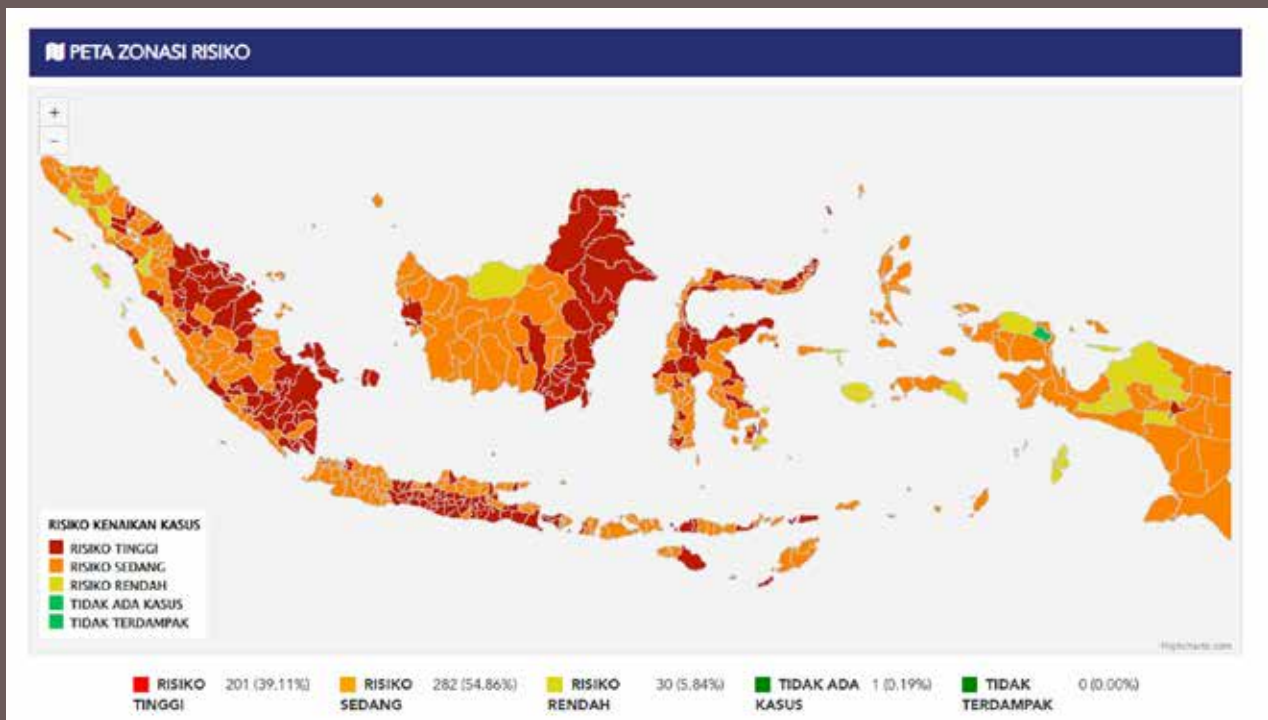 PETA ZONASI RISIKO
+
−
RISIKO KENAIKAN KASUS
RISIKO TINGGI
RISIKO SEDANG
RISIKO RENDAH
TIDAK ADA KASUS
TIDAK TERDAMPAK
Highcharts.com
RISIKO TINGGI 201 (39.11%)
RISIKO SEDANG 282 (54.86%)
RISIKO RENDAH 30 (5.84%)
TIDAK ADA KASUS 1 (0.19%)
TIDAK TERDAMPAK 0 (0.00%)